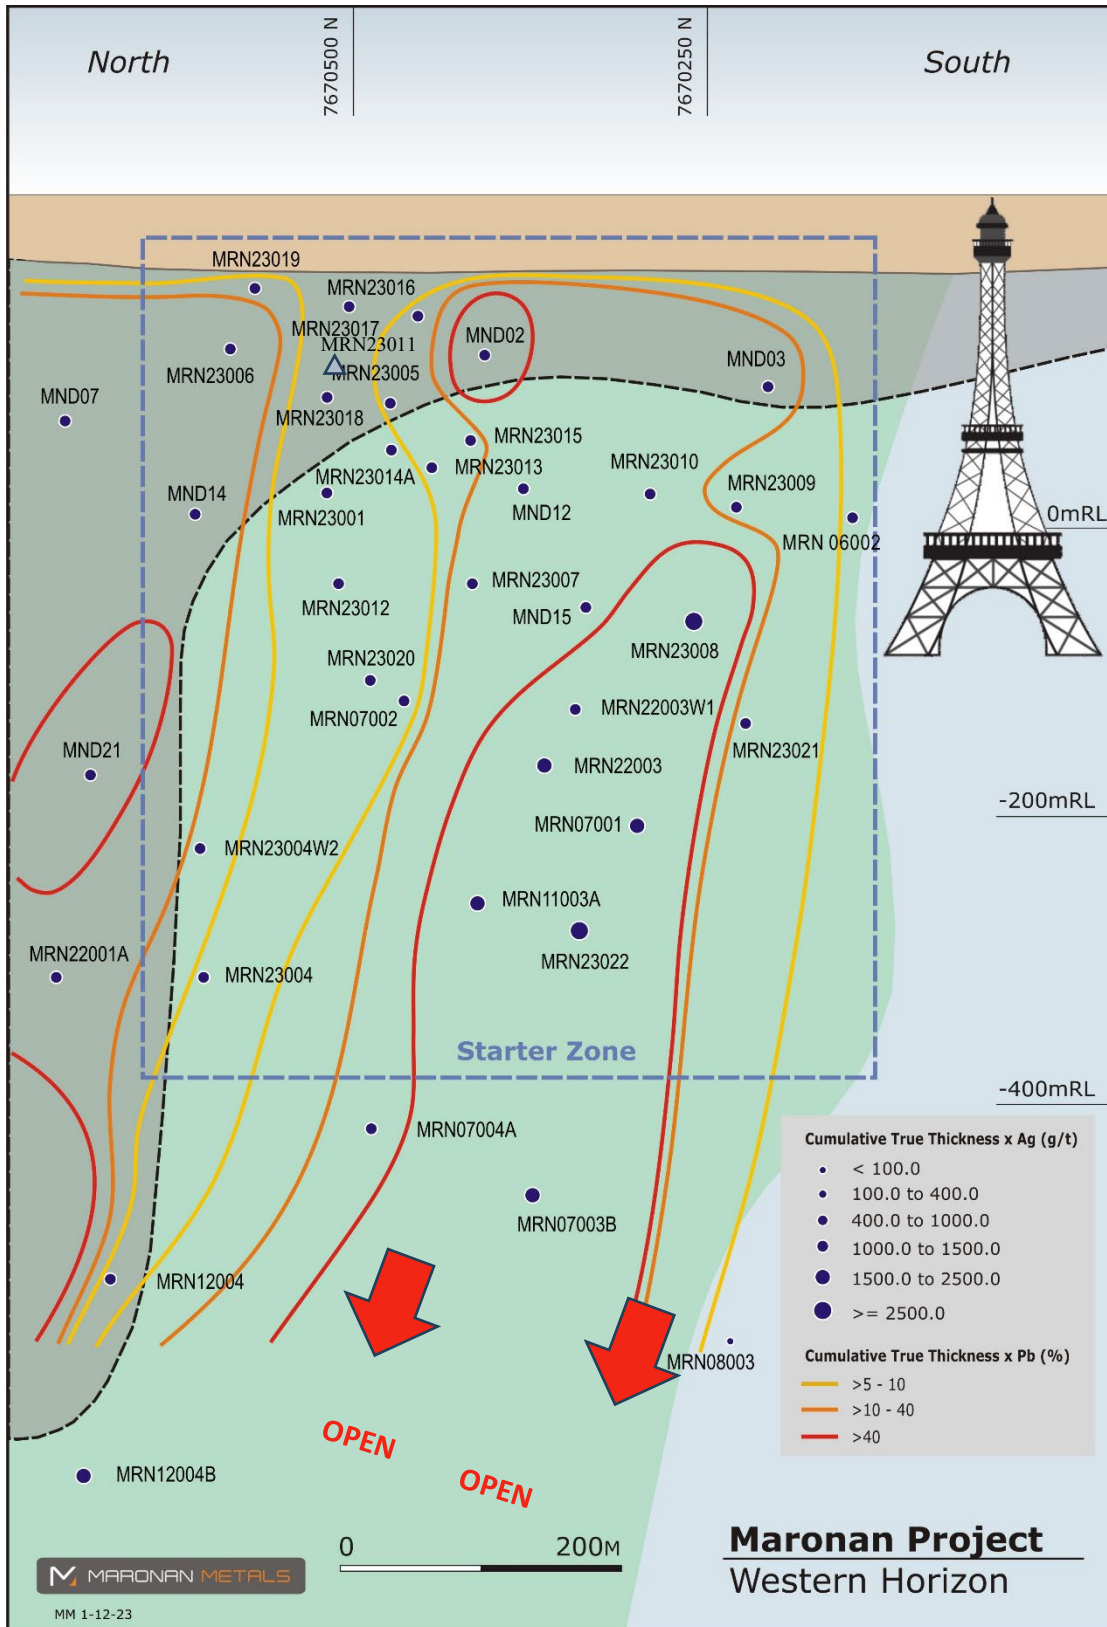 North
7670500 N
7670250 N
South
MRN23019
MRN23016
MRN23017
MRN23011
MND02
MRN23006
MRN23005
MND03
MND07
MRN23018
MRN23015
MRN23014A
MRN23013
MRN23010
MRN23009
MND14
MRN23001
MND12
0mRL
MRN 06002
MRN23012
MRN23007
MND15
MRN23008
MRN23020
MRN07002
MRN22003W1
MRN23021
MND21
MRN22003
-200mRL
MRN07001
MRN23004W2
MRN11003A
MRN23022
MRN22001A
MRN23004
Starter Zone
-400mRL
MRN07004A
MRN07003B
MRN12004
MRN08003
Cumulative True Thickness x Ag (g/t)
< 100.0
100.0 to 400.0
400.0 to 1000.0
1000.0 to 1500.0
1500.0 to 2500.0
>= 2500.0
Cumulative True Thickness x Pb (%)
>5 - 10
>10 - 40
>40
OPEN
OPEN
MRN12004B
0
200M
MARONAN METALS
MM 1-12-23
Maronan Project
Western Horizon